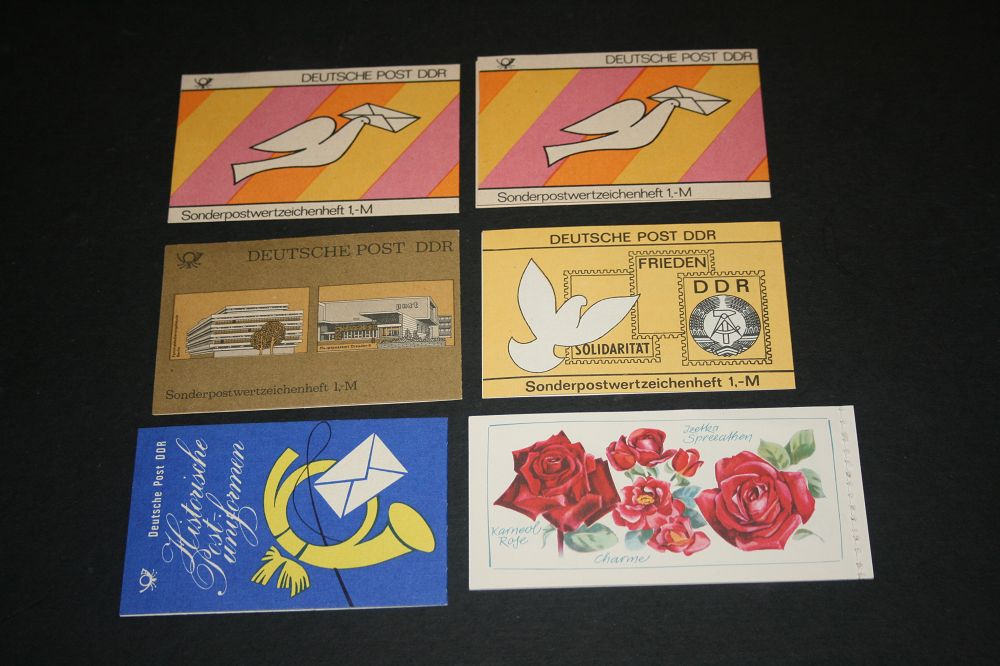 DEUTSCHE POST DDR
Sonderpostwertzeichenheft 1,-M
DEUTSCHE POST DDR
Sonderpostwertzeichenheft 1,-M
DEUTSCHE POST DDR
post
Sonderpostwertzeichenheft 1,-M
DEUTSCHE POST DDR
FRIEDEN
DDR
SOLIDARITÄT
Sonderpostwertzeichenheft 1,-M
Deutsche Post DDR
Historische
Post-
uniformen
Izetka
Spreeathen
Karneol-
Rose
Charme